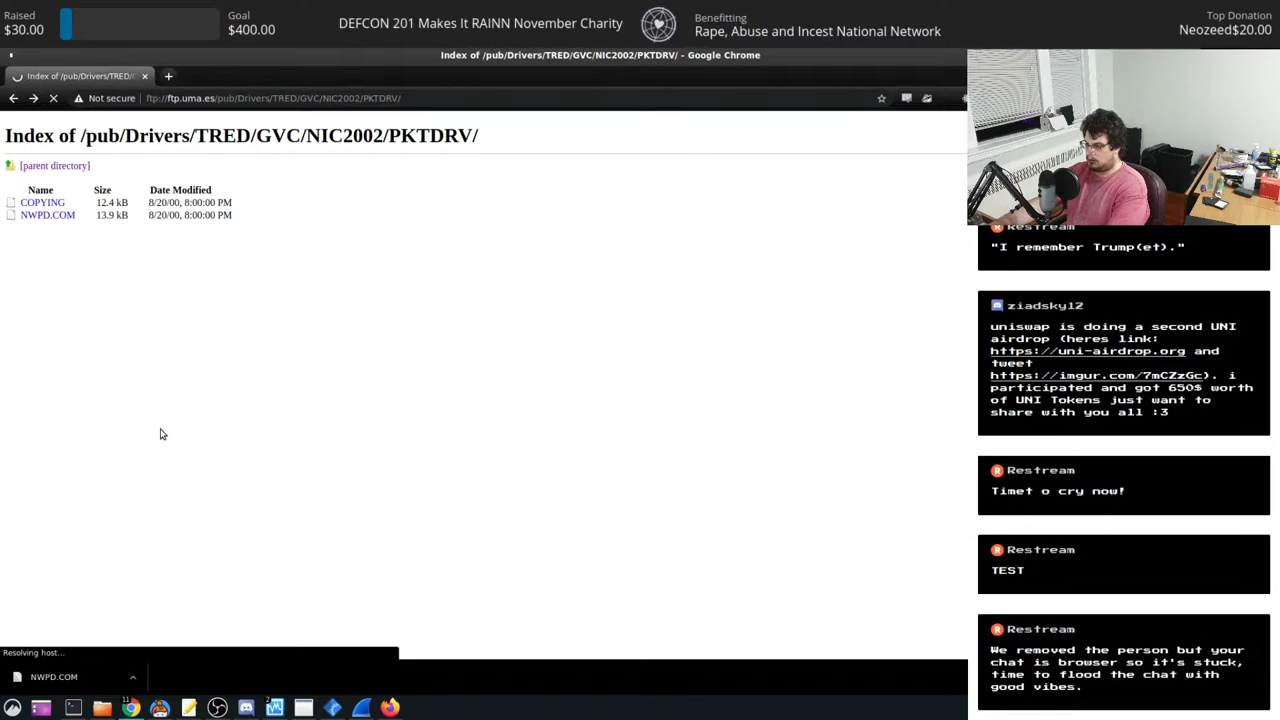 Raised
$30.00
Goal
$400.00
DEFCON 201 Makes It RAINN November Charity
Benefitting
Rape, Abuse and Incest National Network
Top Donation
Neozeed$20.00
Index of /pub/Drivers/TRED/GVC/NIC2002/PKTDRV/ - Google Chrome
Index of /pub/Drivers/TRED/G
Not secure
ftp://ftp.uma.es/pub/Drivers/TRED/GVC/NIC2002/PKTDRV/
Index of /pub/Drivers/TRED/GVC/NIC2002/PKTDRV/
[parent directory]
Name Size Date Modified
COPYING 12.4 kB 8/20/00, 8:00:00 PM
NWPD.COM 13.9 kB 8/20/00, 8:00:00 PM
Resolving host...
NWPD.COM
11
2
Restream
"I remember Trump(et)."
ziadsky12
uniswap is doing a second UNI
airdrop (heres link:
https://uni-airdrop.org and
tweet
https://imgur.com/7mCZzGc). i
participated and got 650$ worth
of UNI Tokens just want to
share with you all :3
Restream
Timet o cry now!
Restream
TEST
Restream
We removed the person but your
chat is browser so it's stuck,
time to flood the chat with
good vibes.